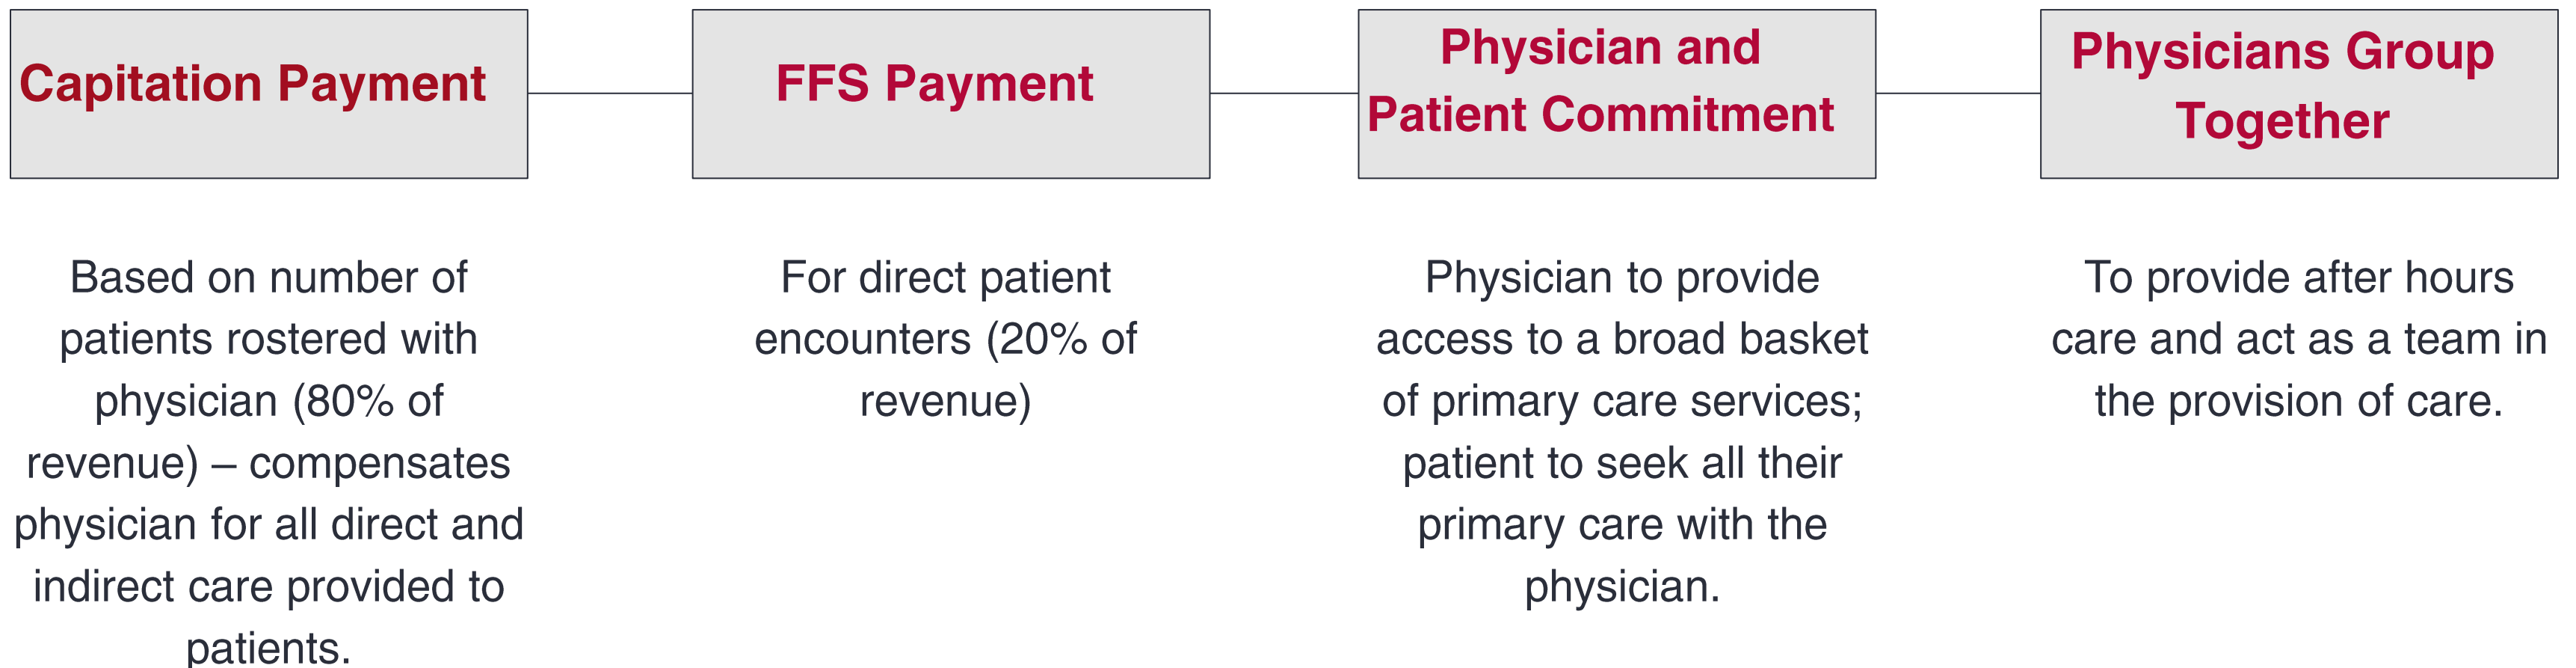 Capitation Payment
Based on number of
patients rostered with
physician (80% of
revenue) – compensates
physician for all direct and
indirect care provided to
patients.
FFS Payment
For direct patient
encounters (20% of
revenue)
Physician and
Patient Commitment
Physician to provide
access to a broad basket
of primary care services;
patient to seek all their
primary care with the
physician.
Physicians Group
Together
To provide after hours
care and act as a team in
the provision of care.